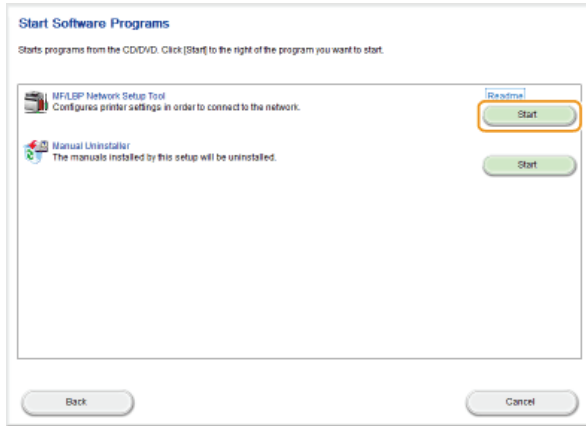 Start Software Programs
Starts programs from the CD/DVD. Click [Start] to the right of the program you want to start.
MF/LBP Network Setup Tool
Readme
Configures printer settings in order to connect to the network.
Start
Manual Uninstaller
The manuals installed by this setup will be uninstalled.
Start
Back
Cancel